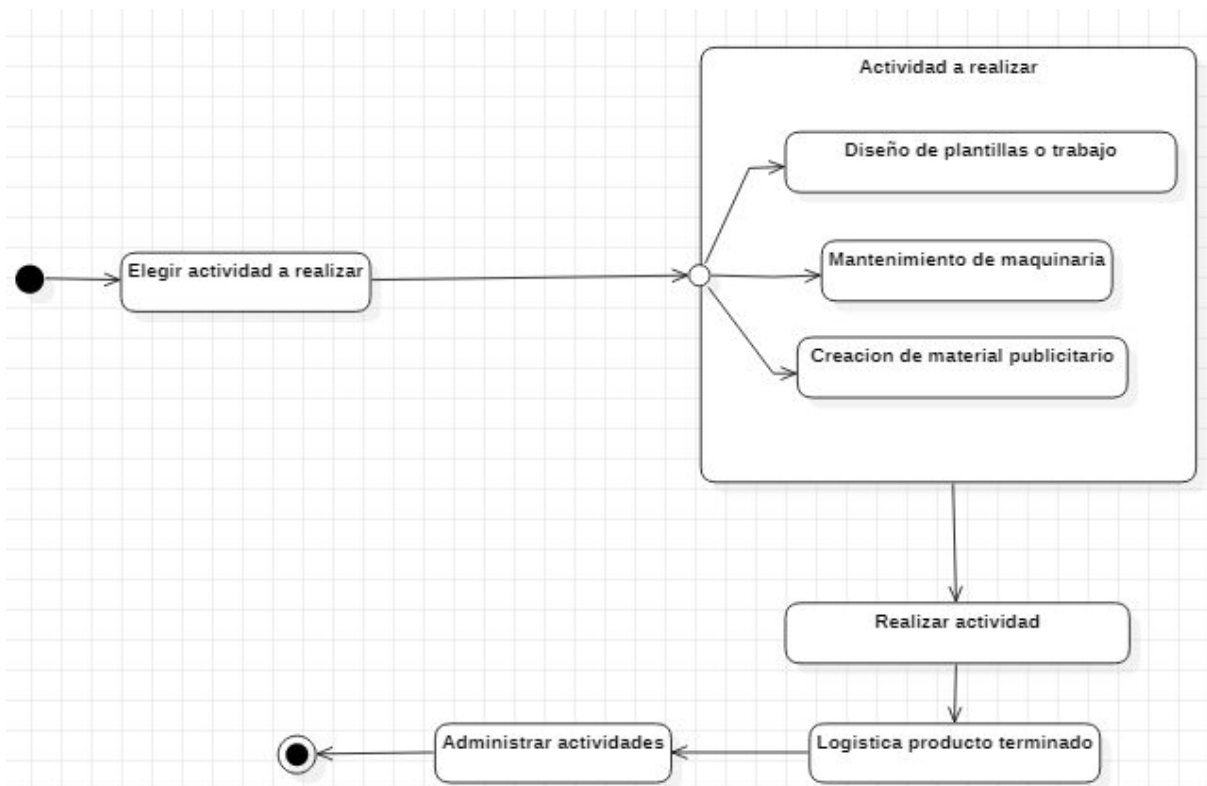 Actividad a realizar
Diseño de plantillas o trabajo
Elegir actividad a realizar
Mantenimiento de maquinaria
Creacion de material publicitario
Realizar actividad
Logistica producto terminado
Administrar actividades